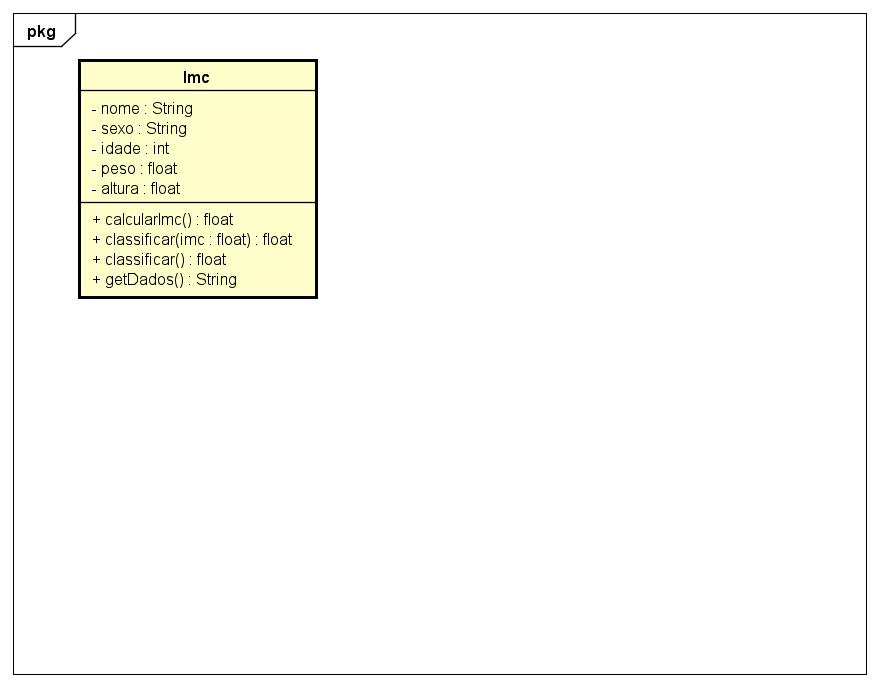 pkg
Imc
- nome : String
- sexo : String
- idade : int
- peso : float
- altura : float
+ calcularImc() : float
+ classificar(imc : float) : float
+ classificar() : float
+ getDados() : String